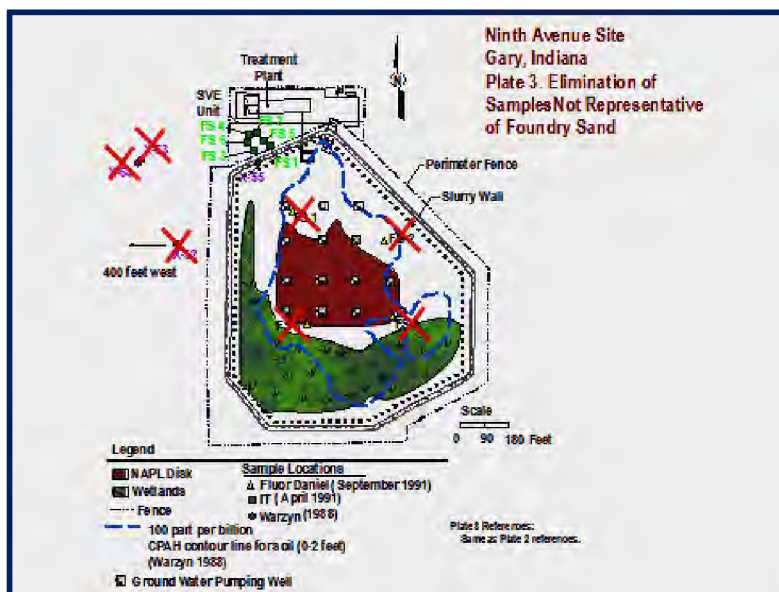 Ninth Avenue Site
Gary, Indiana
Plate 3. Elimination of
Samples Not Representative
of Foundry Sand
Treatment
Plant
SVE
Unit
N
FS 4
FS 7
FS 5
FS 6
FS 3
FS 1
Perimeter Fence
Slurry Wall
400 feet west
Scale
0 90 180 Feet
Legend
NAPL Disk
Wetlands
Fence
100 part per billion
CPAH contour line for a oil (0-2 feet)
(Warzyn 1988)
Ground Water Pumping Well
Sample Locations
Fluor Daniel (September 1991)
IT (April 1991)
Warzyn (1988)
Plate 3 References:
Same as Plate 2 references.